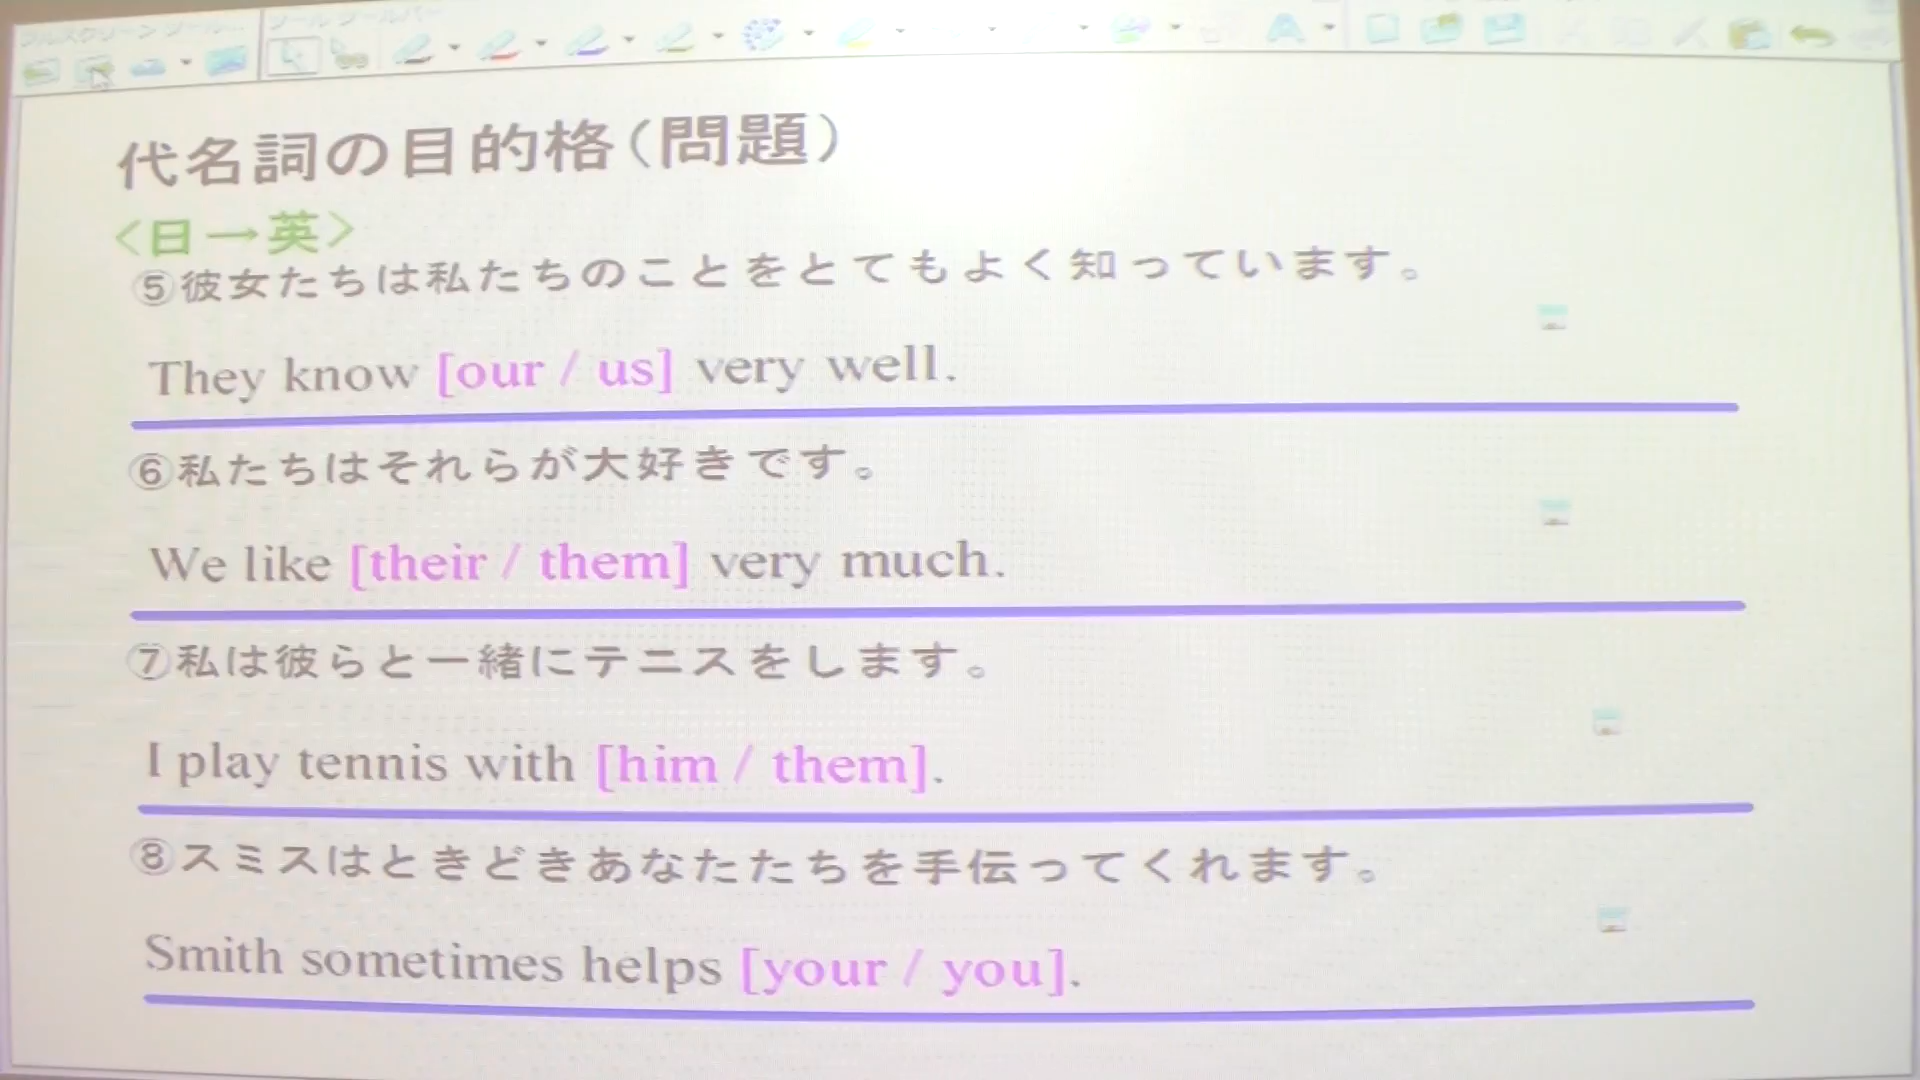 代名詞の目的格(問題)
<日→英>
⑤彼女たちは私たちのことをとてもよく知っています。
They know [our / us] very well.
⑥私たちはそれらが大好きです。
We like [their / them] very much.
⑦私は彼らと一緒にテニスをします。
I play tennis with [him / them].
⑧スミスはときどきあなたたちを手伝ってくれます。
Smith sometimes helps [your / you].